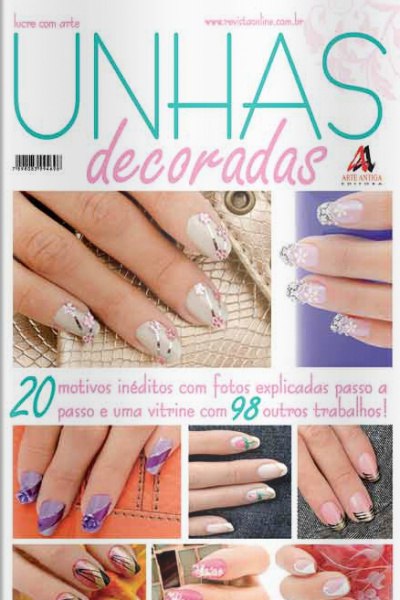 lucre com arte
www.revistaonline.com.br
UNHAS
decoradas
ARTE ANTIGA
EDITORA
20 motivos inéditos com fotos explicadas passo a
passo e uma vitrine com 98 outros trabalhos!